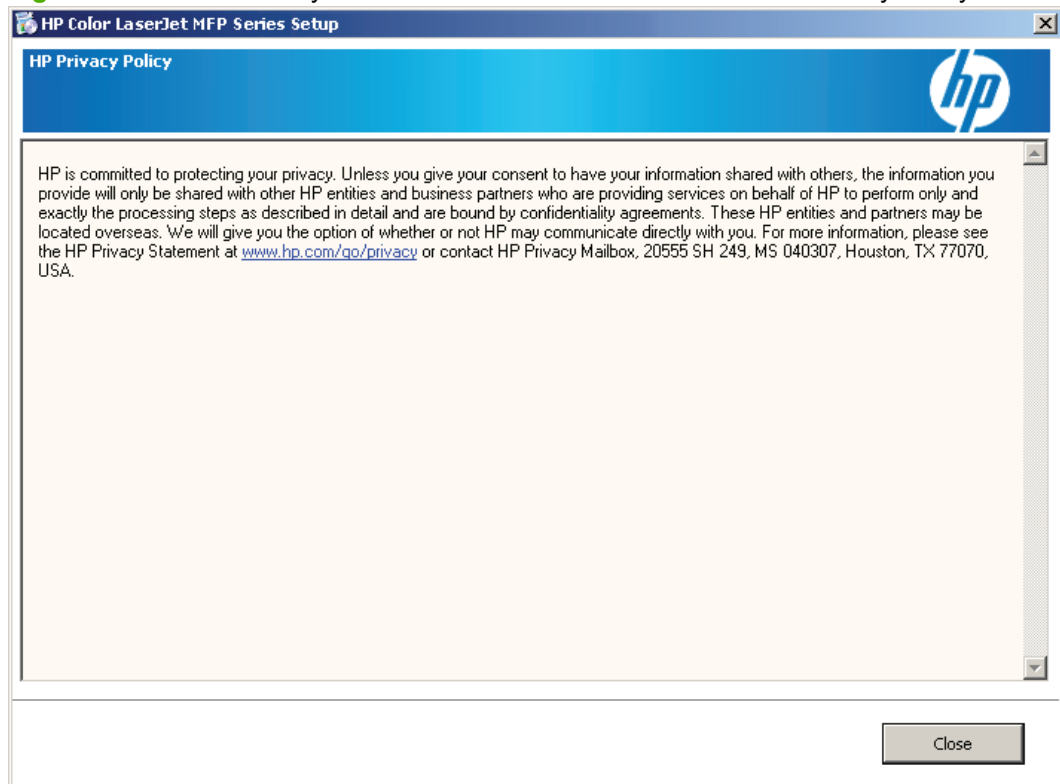 HP Color LaserJet MFP Series Setup
HP Privacy Policy
hp
HP is committed to protecting your privacy. Unless you give your consent to have your information shared with others, the information you
provide will only be shared with other HP entities and business partners who are providing services on behalf of HP to perform only and
exactly the processing steps as described in detail and are bound by confidentiality agreements. These HP entities and partners may be
located overseas. We will give you the option of whether or not HP may communicate directly with you. For more information, please see
the HP Privacy Statement at www.hp.com/go/privacy or contact HP Privacy Mailbox, 20555 SH 249, MS 040307, Houston, TX 77070,
USA.
Close